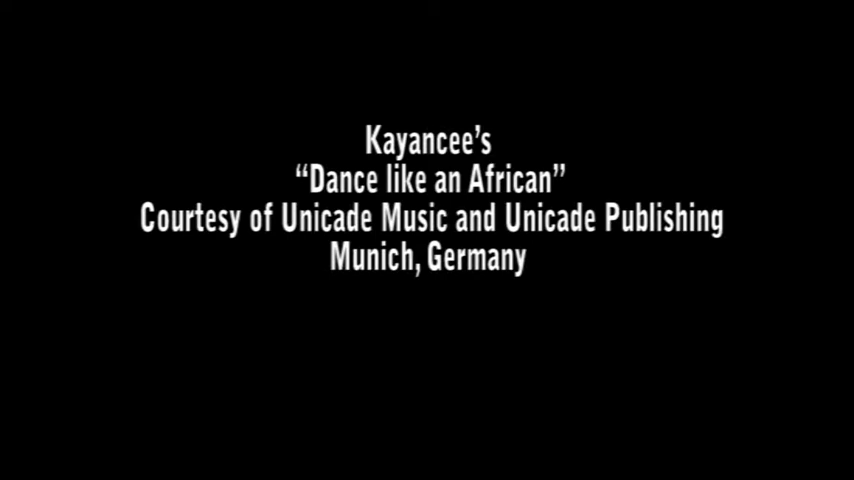 Kayancee’s
“Dance like an African”
Courtesy of Unicade Music and Unicade Publishing
Munich, Germany